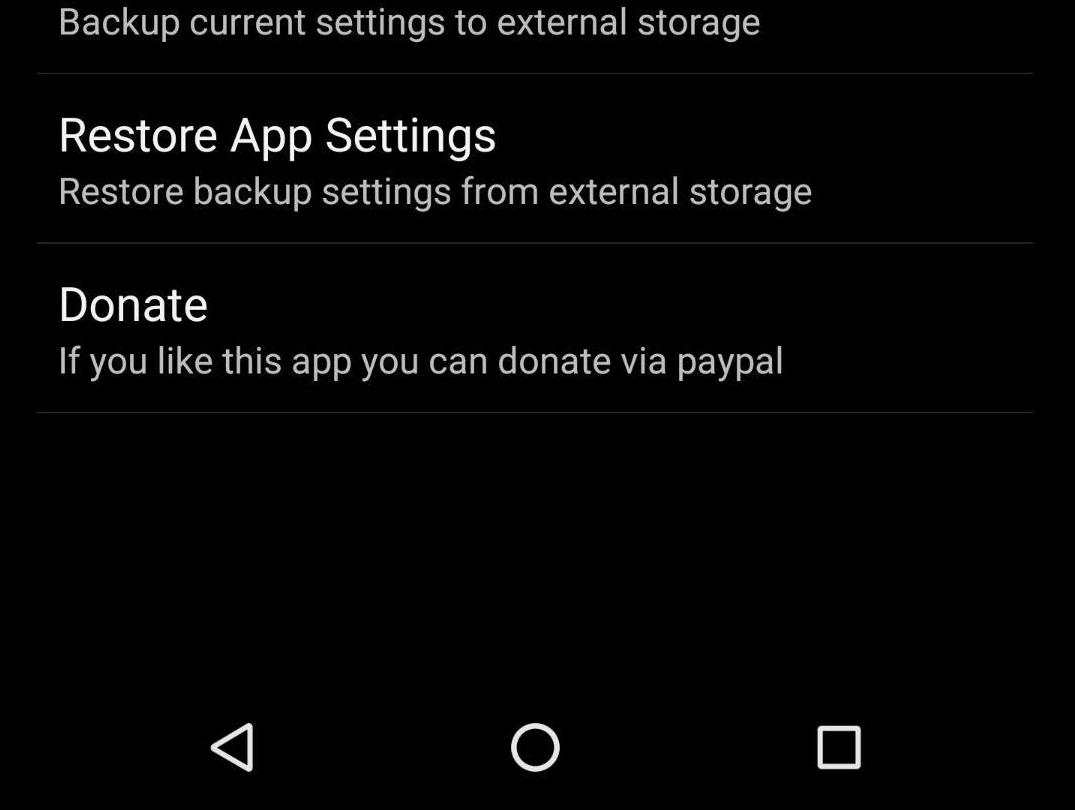 Backup current settings to external storage
Restore App Settings
Restore backup settings from external storage
Donate
If you like this app you can donate via paypal